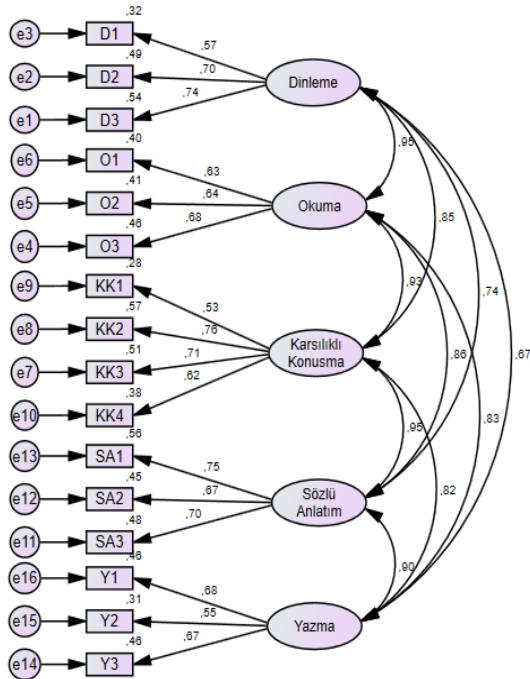 ,32
e3 D1 ,57
,49
e2 D2 ,70 Dinleme
,54
e1 D3 ,74
,40 ,95
e6 O1 ,63
,41
e5 O2 ,64 Okuma
,46 ,85
e4 O3 ,68
,28
e9 KK1 ,53 ,93 ,74
,57
e8 KK2 ,76 Karsılıklı
,51 ,67
e7 KK3 ,71 Konusma ,86
,38
e10 KK4 ,62
,56 ,95 ,83
e13 SA1 ,75
,45 ,82
e12 SA2 ,67 Sözlü
,48
e11 SA3 ,70 Anlatım
,46
e16 Y1 ,68 ,90
,31
e15 Y2 ,55 Yazma
,46
e14 Y3 ,67